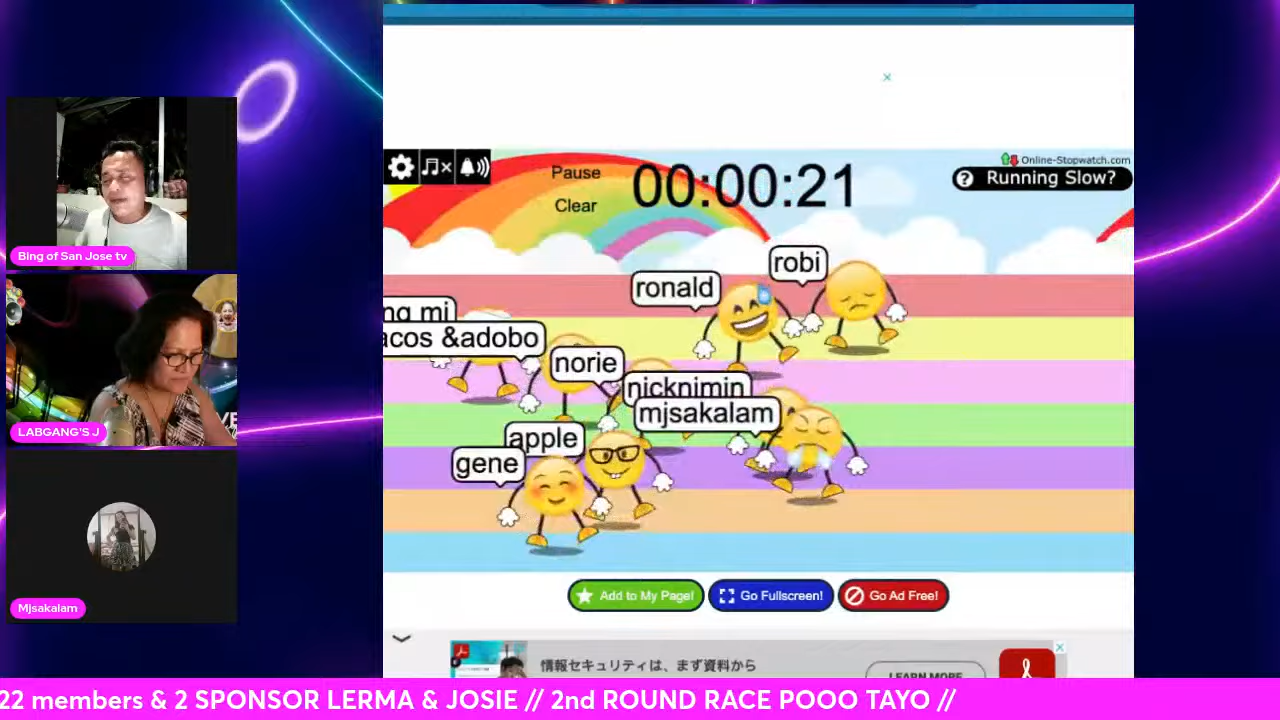 Bing of San Jose tv
LABGANG'S J
Mjsakalam
Pause
Clear
00:00:21
Online-Stopwatch.com
Running Slow?
robi
ronald
ng mi
acos &adobo
norie
nicknimin
mjsakalam
apple
gene
Add to My Page!
Go Fullscreen!
Go Ad Free!
情報セキュリティは、まず資料から
LEARN MORE
22 members & 2 SPONSOR LERMA & JOSIE // 2nd ROUND RACE POOO TAYO //